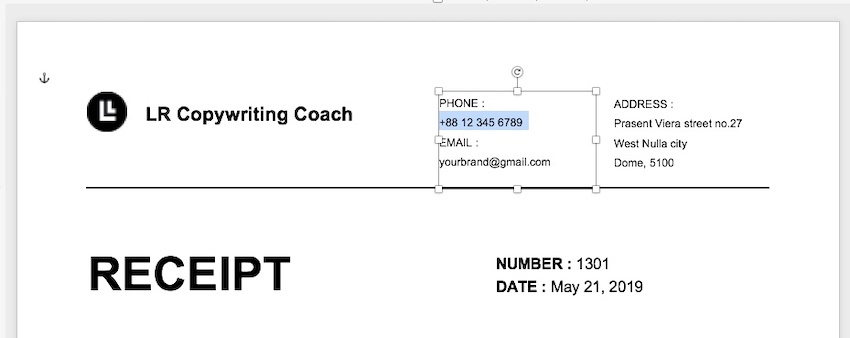 LR Copywriting Coach
PHONE :
+88 12 345 6789
EMAIL :
yourbrand@gmail.com
ADDRESS :
Prasent Viera street no.27
West Nulla city
Dome, 5100
RECEIPT
NUMBER : 1301
DATE : May 21, 2019